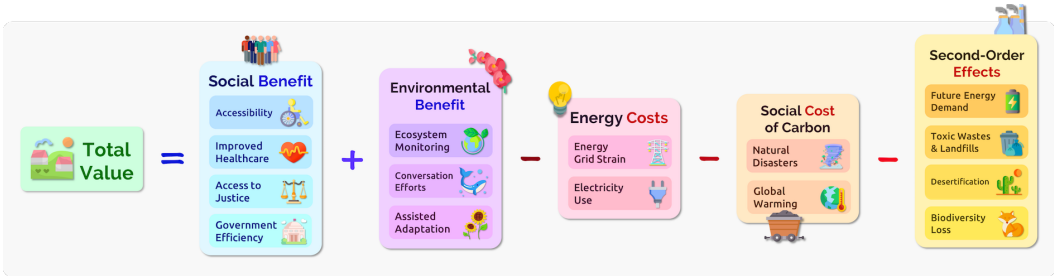 Total
Value
=
Social Benefit
Accessibility
Improved
Healthcare
Access to
Justice
Government
Efficiency
+
Environmental
Benefit
Ecosystem
Monitoring
Conversation
Efforts
Assisted
Adaptation
-
Energy Costs
Energy
Grid Strain
Electricity
Use
-
Social Cost
of Carbon
Natural
Disasters
Global
Warming
-
Second-Order
Effects
Future Energy
Demand
Toxic Wastes
& Landfills
Desertification
Biodiversity
Loss